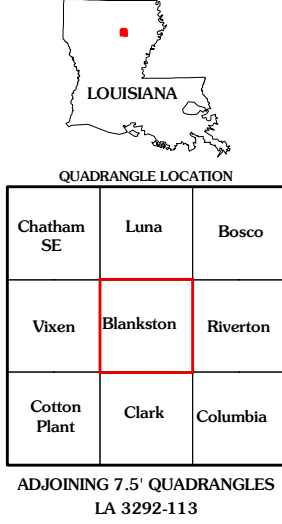 LOUISIANA
QUADRANGLE LOCATION
Chatham
SE
Luna
Bosco
Vixen
Blankston
Riverton
Cotton
Plant
Clark
Columbia
ADJOINING 7.5' QUADRANGLES
LA 3292-113